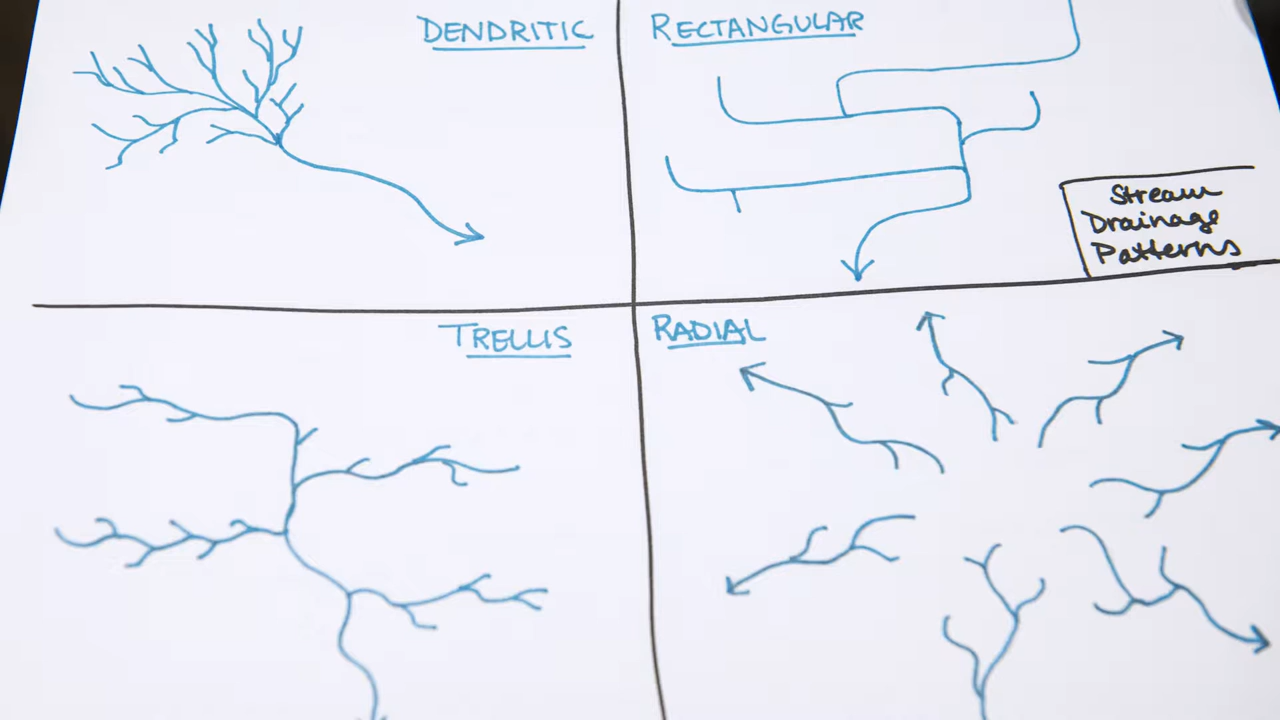 DENDRITIC
RECTANGULAR
Stream
Drainage
Patterns
TRELLIS
RADIAL